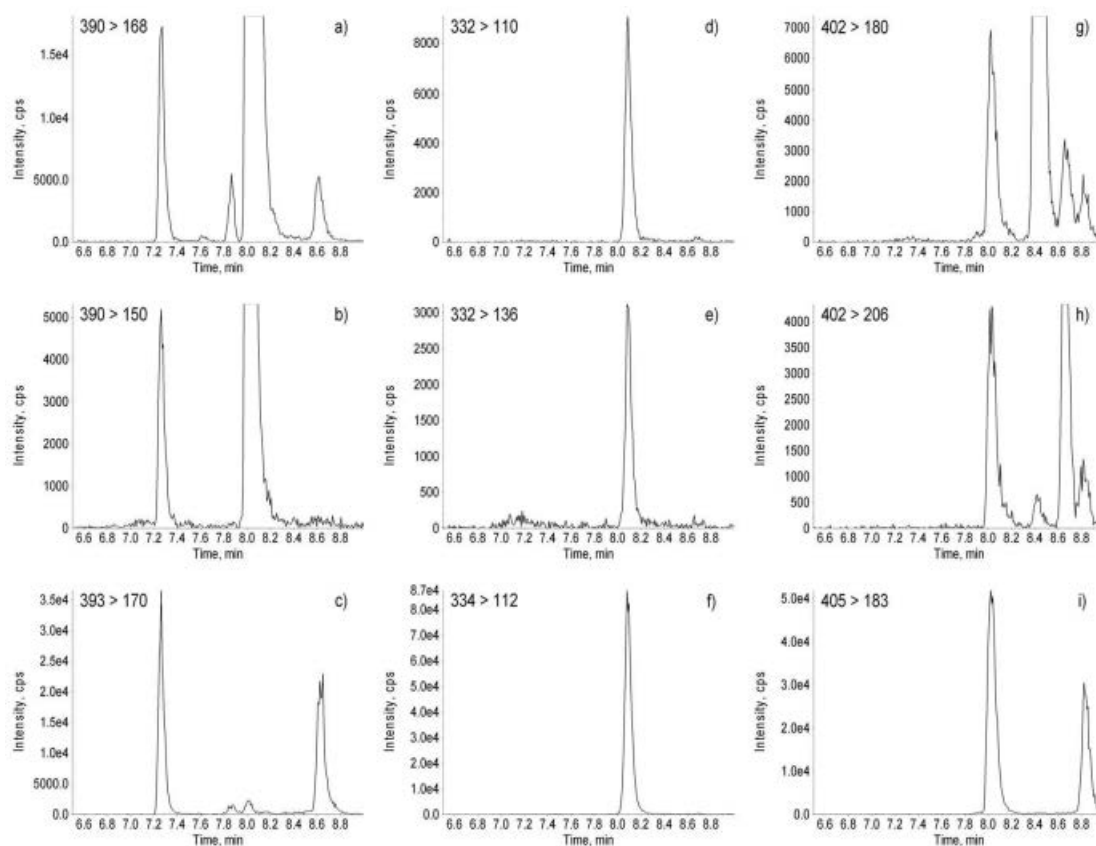 390 > 168 a)
Intensity, cps
1.5e4
1.0e4
5000.0
0.0
6.6 6.8 7.0 7.2 7.4 7.6 7.8 8.0 8.2 8.4 8.6 8.8
Time, min
332 > 110 d)
Intensity, cps
8000
6000
4000
2000
0
6.6 6.8 7.0 7.2 7.4 7.6 7.8 8.0 8.2 8.4 8.6 8.8
Time, min
402 > 180 g)
Intensity, cps
7000
6000
5000
4000
3000
2000
1000
0
6.6 6.8 7.0 7.2 7.4 7.6 7.8 8.0 8.2 8.4 8.6 8.8
Time, min
390 > 150 b)
Intensity, cps
5000
4000
3000
2000
1000
0
6.6 6.8 7.0 7.2 7.4 7.6 7.8 8.0 8.2 8.4 8.6 8.8
Time, min
332 > 136 e)
Intensity, cps
3000
2500
2000
1500
1000
500
0
6.6 6.8 7.0 7.2 7.4 7.6 7.8 8.0 8.2 8.4 8.6 8.8
Time, min
402 > 206 h)
Intensity, cps
4000
3500
3000
2500
2000
1500
1000
500
0
6.6 6.8 7.0 7.2 7.4 7.6 7.8 8.0 8.2 8.4 8.6 8.8
Time, min
393 > 170 c)
Intensity, cps
3.5e4
3.0e4
2.5e4
2.0e4
1.5e4
1.0e4
5000.0
0.0
6.6 6.8 7.0 7.2 7.4 7.6 7.8 8.0 8.2 8.4 8.6 8.8
Time, min
334 > 112 f)
Intensity, cps
8.7e4
8.0e4
7.0e4
6.0e4
5.0e4
4.0e4
3.0e4
2.0e4
1.0e4
0.0
6.6 6.8 7.0 7.2 7.4 7.6 7.8 8.0 8.2 8.4 8.6 8.8
Time, min
405 > 183 i)
Intensity, cps
5.0e4
4.0e4
3.0e4
2.0e4
1.0e4
0.0
6.6 6.8 7.0 7.2 7.4 7.6 7.8 8.0 8.2 8.4 8.6 8.8
Time, min